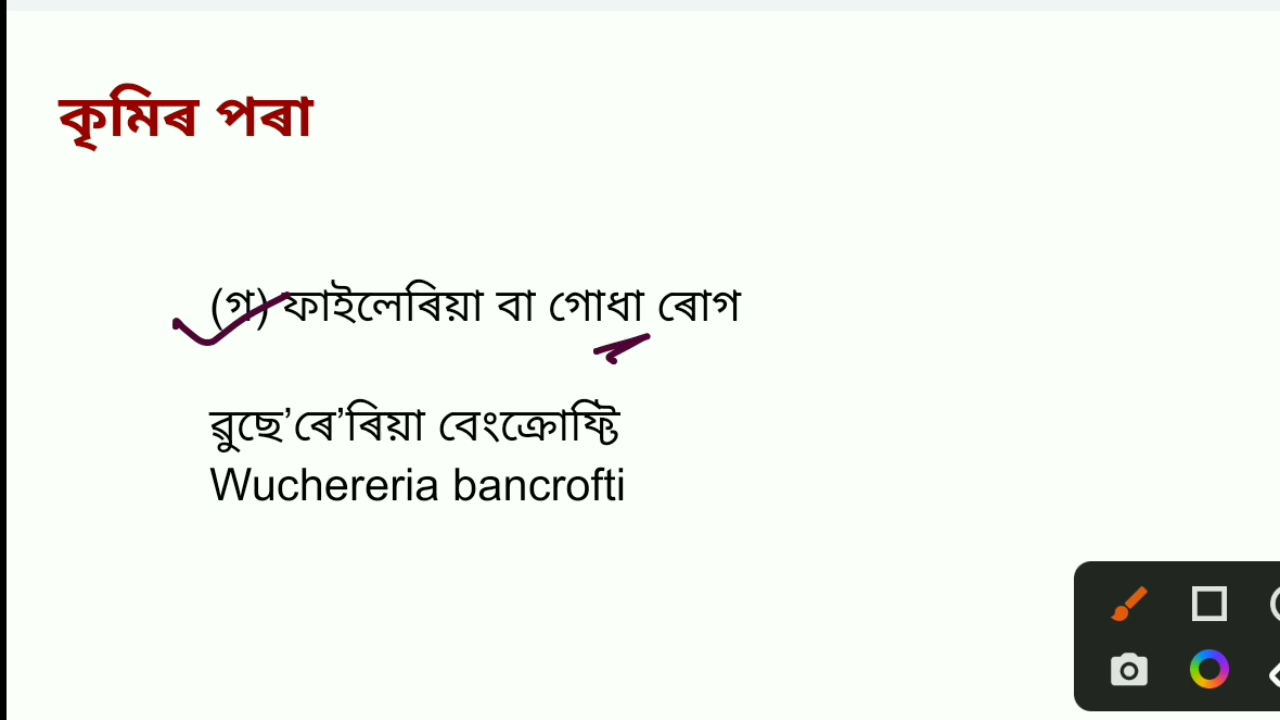 কৃমিৰ পৰা
(গ) ফাইলেৰিয়া বা গোধা ৰোগ
ৱুছে’ৰে’ৰিয়া বেংক্ৰোফ্টি
Wuchereria bancrofti